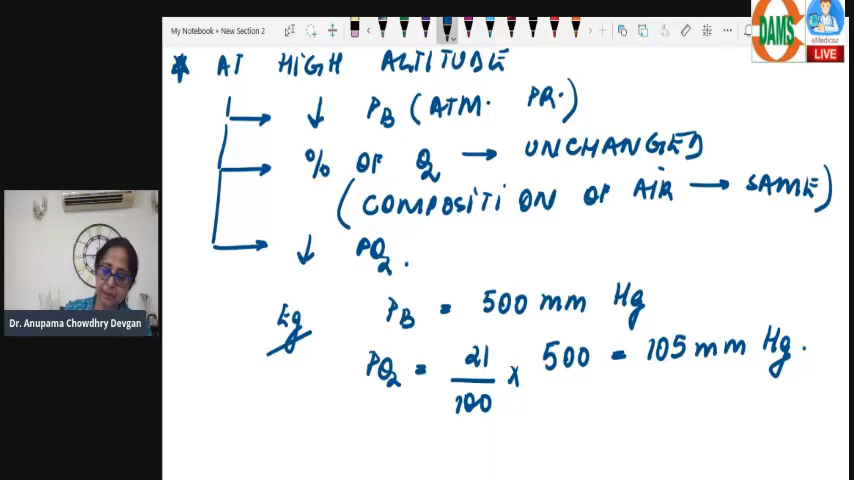 My Notebook » New Section 2
DAMS
eMedicoz
LIVE
* AT HIGH ALTITUDE
↓ PB (ATM. PR.)
% OF O2 → UNCHANGED
(COMPOSITION OF AIR → SAME)
↓ PO2.
Eg PB = 500 mm Hg
PO2 = 21/100 x 500 = 105 mm Hg.
Dr. Anupama Chowdhry Devgan